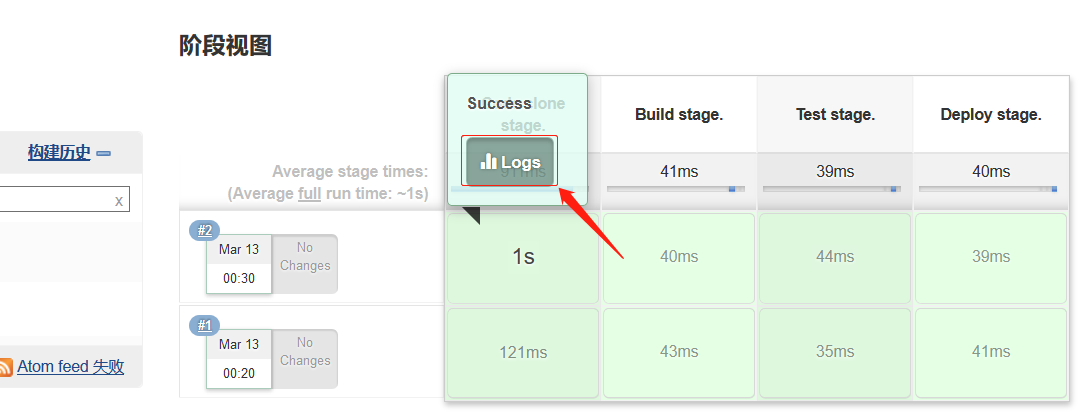 阶段视图
构建历史
x
Atom feed 失败
Success
stage.
Logs
Build stage.
Test stage.
Deploy stage.
Average stage times:
(Average full run time: ~1s)
911ms
41ms
39ms
40ms
#2
Mar 13
00:30
No
Changes
1s
40ms
44ms
39ms
#1
Mar 13
00:20
No
Changes
121ms
43ms
35ms
41ms